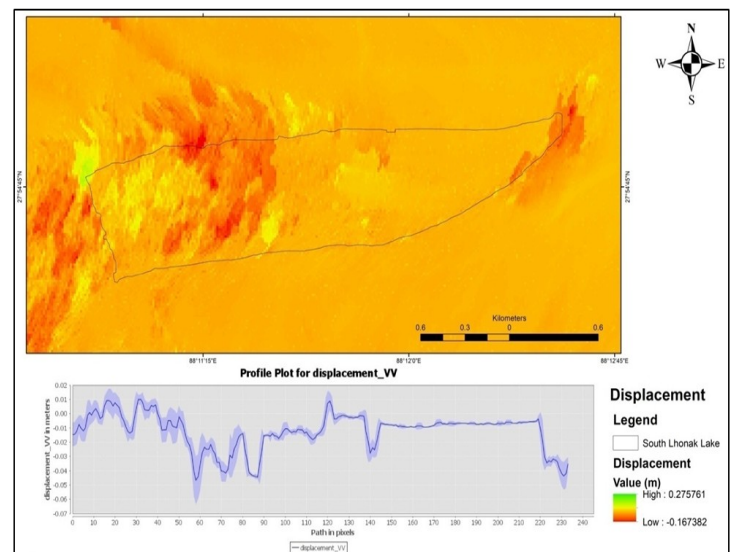 N
W E
S
27°54'45"N
27°54'45"N
Kilometers
0.6 0.3 0 0.6
88°11'15"E 88°12'0"E 88°12'45"E
Profile Plot for displacement_VV
displacement_VV in meters
0.02
0.01
0.00
-0.01
-0.02
-0.03
-0.04
-0.05
-0.06
-0.07
0 10 20 30 40 50 60 70 80 90 100 110 120 130 140 150 160 170 180 190 200 210 220 230 240
Path in pixels
displacement_VV
Displacement
Legend
South Lhonak Lake
Displacement
Value (m)
High : 0.275761
Low : -0.167382